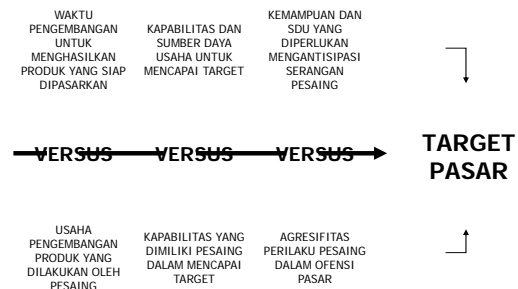 WAKTU
PENGEMBANGAN
UNTUK
MENGHASILKAN
PRODUK YANG SIAP
DIPASARKAN
KAPABILITAS DAN
SUMBER DAYA
USAHA UNTUK
MENCAPAI TARGET
KEMAMPUAN DAN
SDU YANG
DIPERLUKAN
MENGANTISIPASI
SERANGAN
PESAING
VERSUS VERSUS VERSUS
TARGET
PASAR
USAHA
PENGEMBANGAN
PRODUK YANG
DILAKUKAN OLEH
PESAING
KAPABILITAS YANG
DIMILIKI PESAING
DALAM MENCAPAI
TARGET
AGRESIFITAS
PERILAKU PESAING
DALAM OFENSI
PASAR